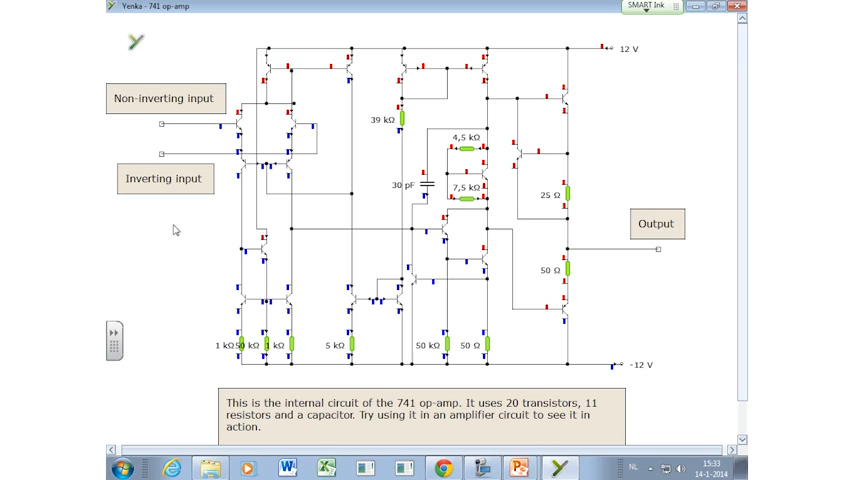 Yenka - 741 op-amp
SMART Ink
12 V
Non-inverting input
39 kΩ
4,5 kΩ
Inverting input
30 pF
7,5 kΩ
25 Ω
Output
50 Ω
1 kΩ 50 kΩ 1 kΩ
5 kΩ
50 kΩ
50 Ω
-12 V
This is the internal circuit of the 741 op-amp. It uses 20 transistors, 11
resistors and a capacitor. Try using it in an amplifier circuit to see it in
action.
NL
15:33
14-1-2014